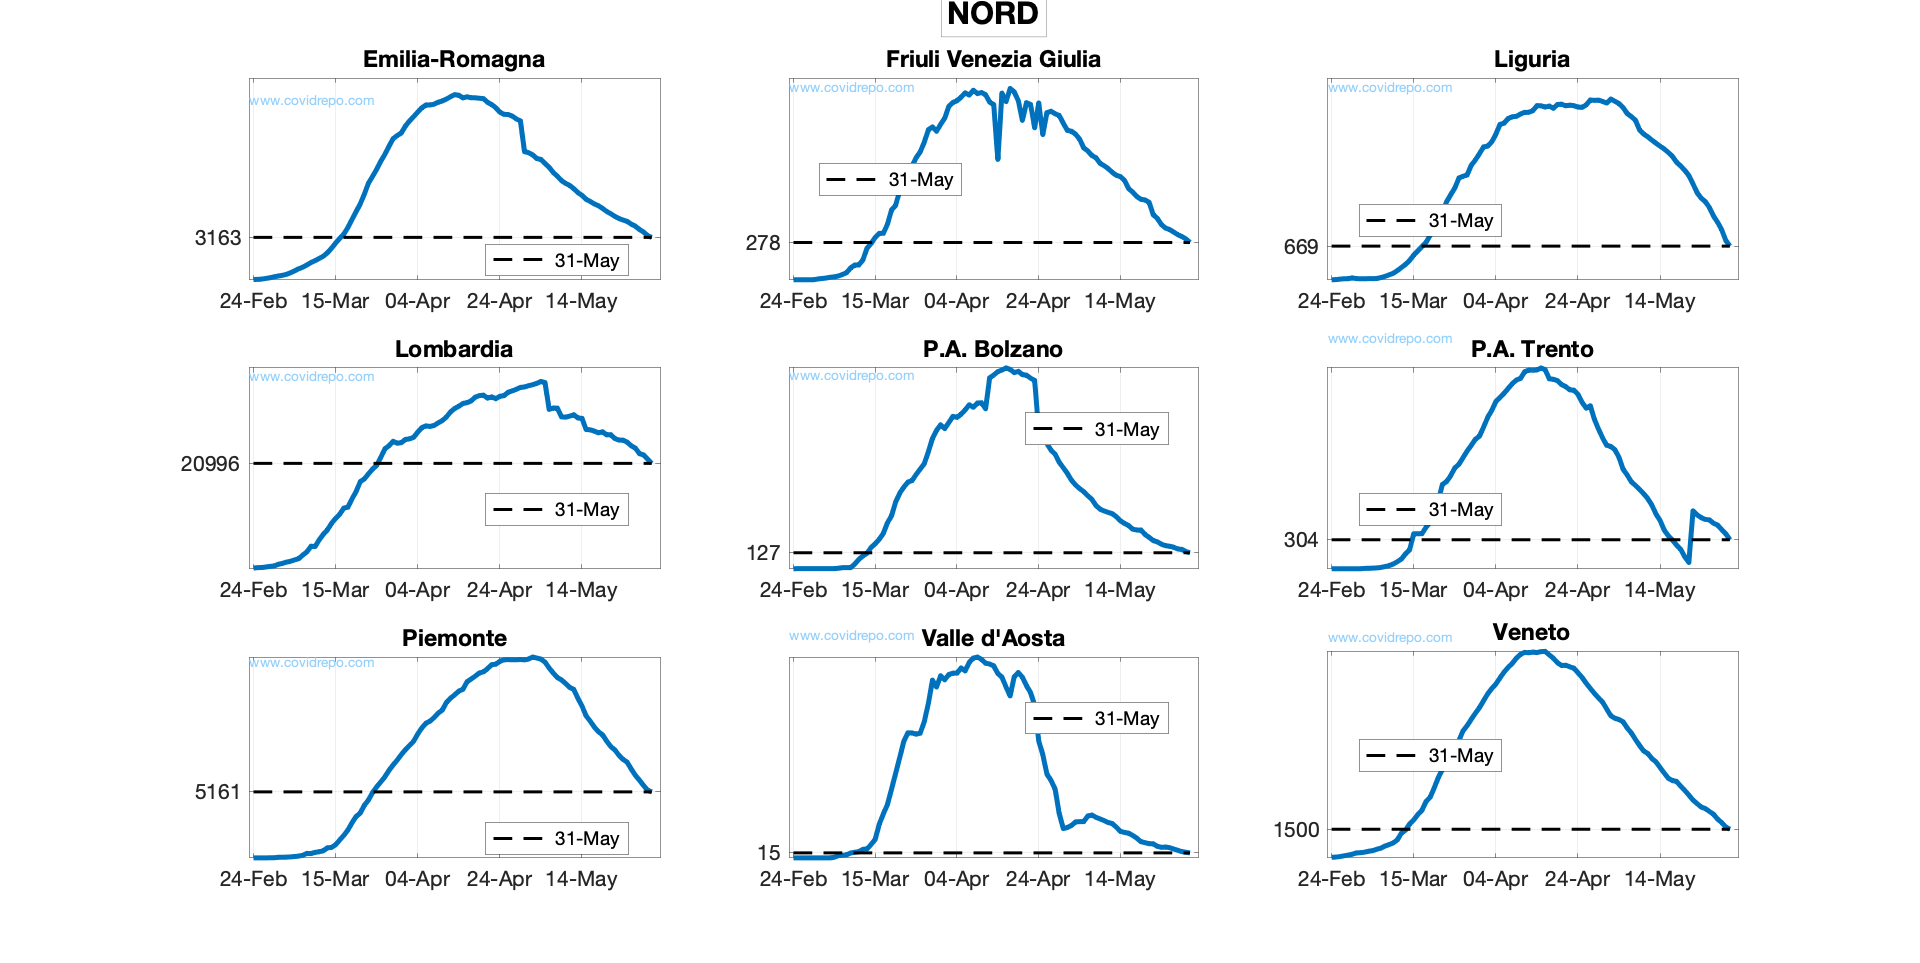 NORD
Emilia-Romagna
www.covidrepo.com
3163
31-May
24-Feb 15-Mar 04-Apr 24-Apr 14-May
Friuli Venezia Giulia
www.covidrepo.com
31-May
278
24-Feb 15-Mar 04-Apr 24-Apr 14-May
Liguria
www.covidrepo.com
31-May
669
24-Feb 15-Mar 04-Apr 24-Apr 14-May
Lombardia
www.covidrepo.com
20996
31-May
24-Feb 15-Mar 04-Apr 24-Apr 14-May
P.A. Bolzano
www.covidrepo.com
31-May
127
24-Feb 15-Mar 04-Apr 24-Apr 14-May
www.covidrepo.com
P.A. Trento
31-May
304
24-Feb 15-Mar 04-Apr 24-Apr 14-May
Piemonte
www.covidrepo.com
5161
31-May
24-Feb 15-Mar 04-Apr 24-Apr 14-May
www.covidrepo.com Valle d'Aosta
31-May
15
24-Feb 15-Mar 04-Apr 24-Apr 14-May
www.covidrepo.com Veneto
31-May
1500
24-Feb 15-Mar 04-Apr 24-Apr 14-May